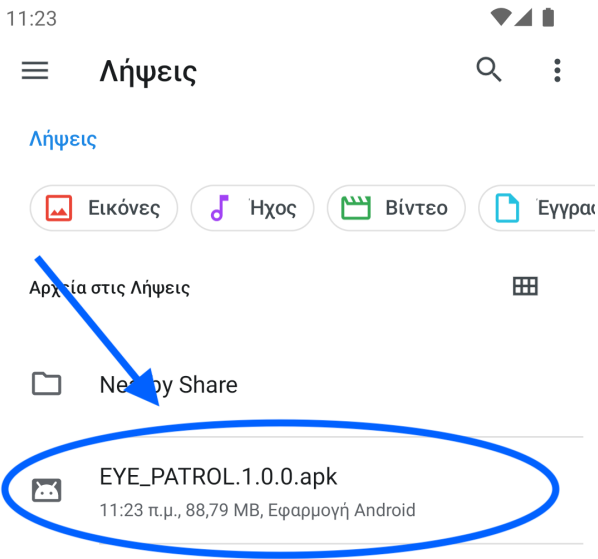 11:23
Λήψεις
Λήψεις
Εικόνες
Ήχος
Βίντεο
Έγγρα
Αρχεία στις Λήψεις
Nearby Share
EYE_PATROL.1.0.0.apk
11:23 π.μ., 88,79 MB, Εφαρμογή Android